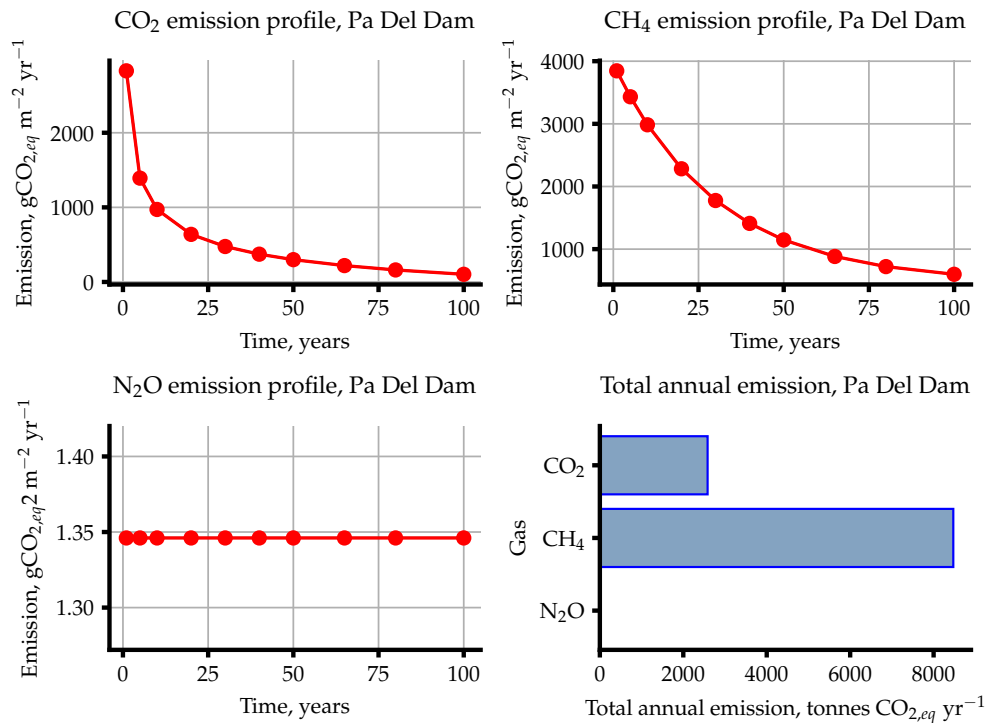 CO₂ emission profile, Pa Del Dam
Emission, gCO₂,eq m⁻² yr⁻¹
2000
1000
0
0 25 50 75 100
Time, years
CH₄ emission profile, Pa Del Dam
Emission, gCO₂,eq m⁻² yr⁻¹
4000
3000
2000
1000
0 25 50 75 100
Time, years
N₂O emission profile, Pa Del Dam
Emission, gCO₂,eq2 m⁻² yr⁻¹
1.40
1.35
1.30
0 25 50 75 100
Time, years
Total annual emission, Pa Del Dam
Gas
CO₂
CH₄
N₂O
0 2000 4000 6000 8000
Total annual emission, tonnes CO₂,eq yr⁻¹